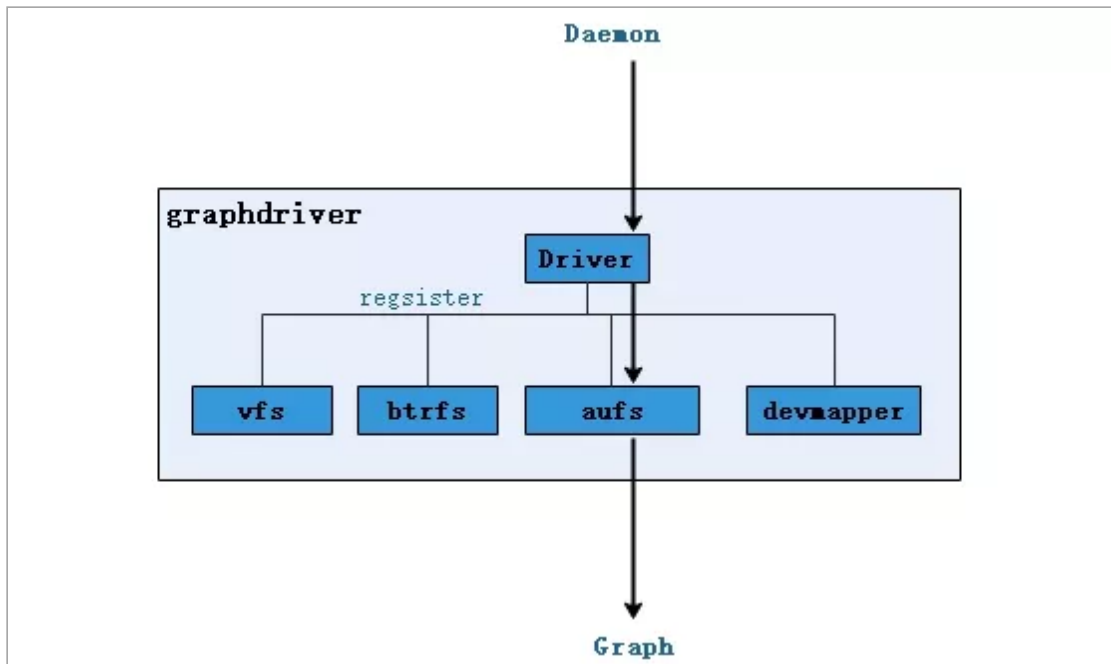 Daemon
graphdriver
Driver
regsister
vfs btrfs aufs devmapper
Graph